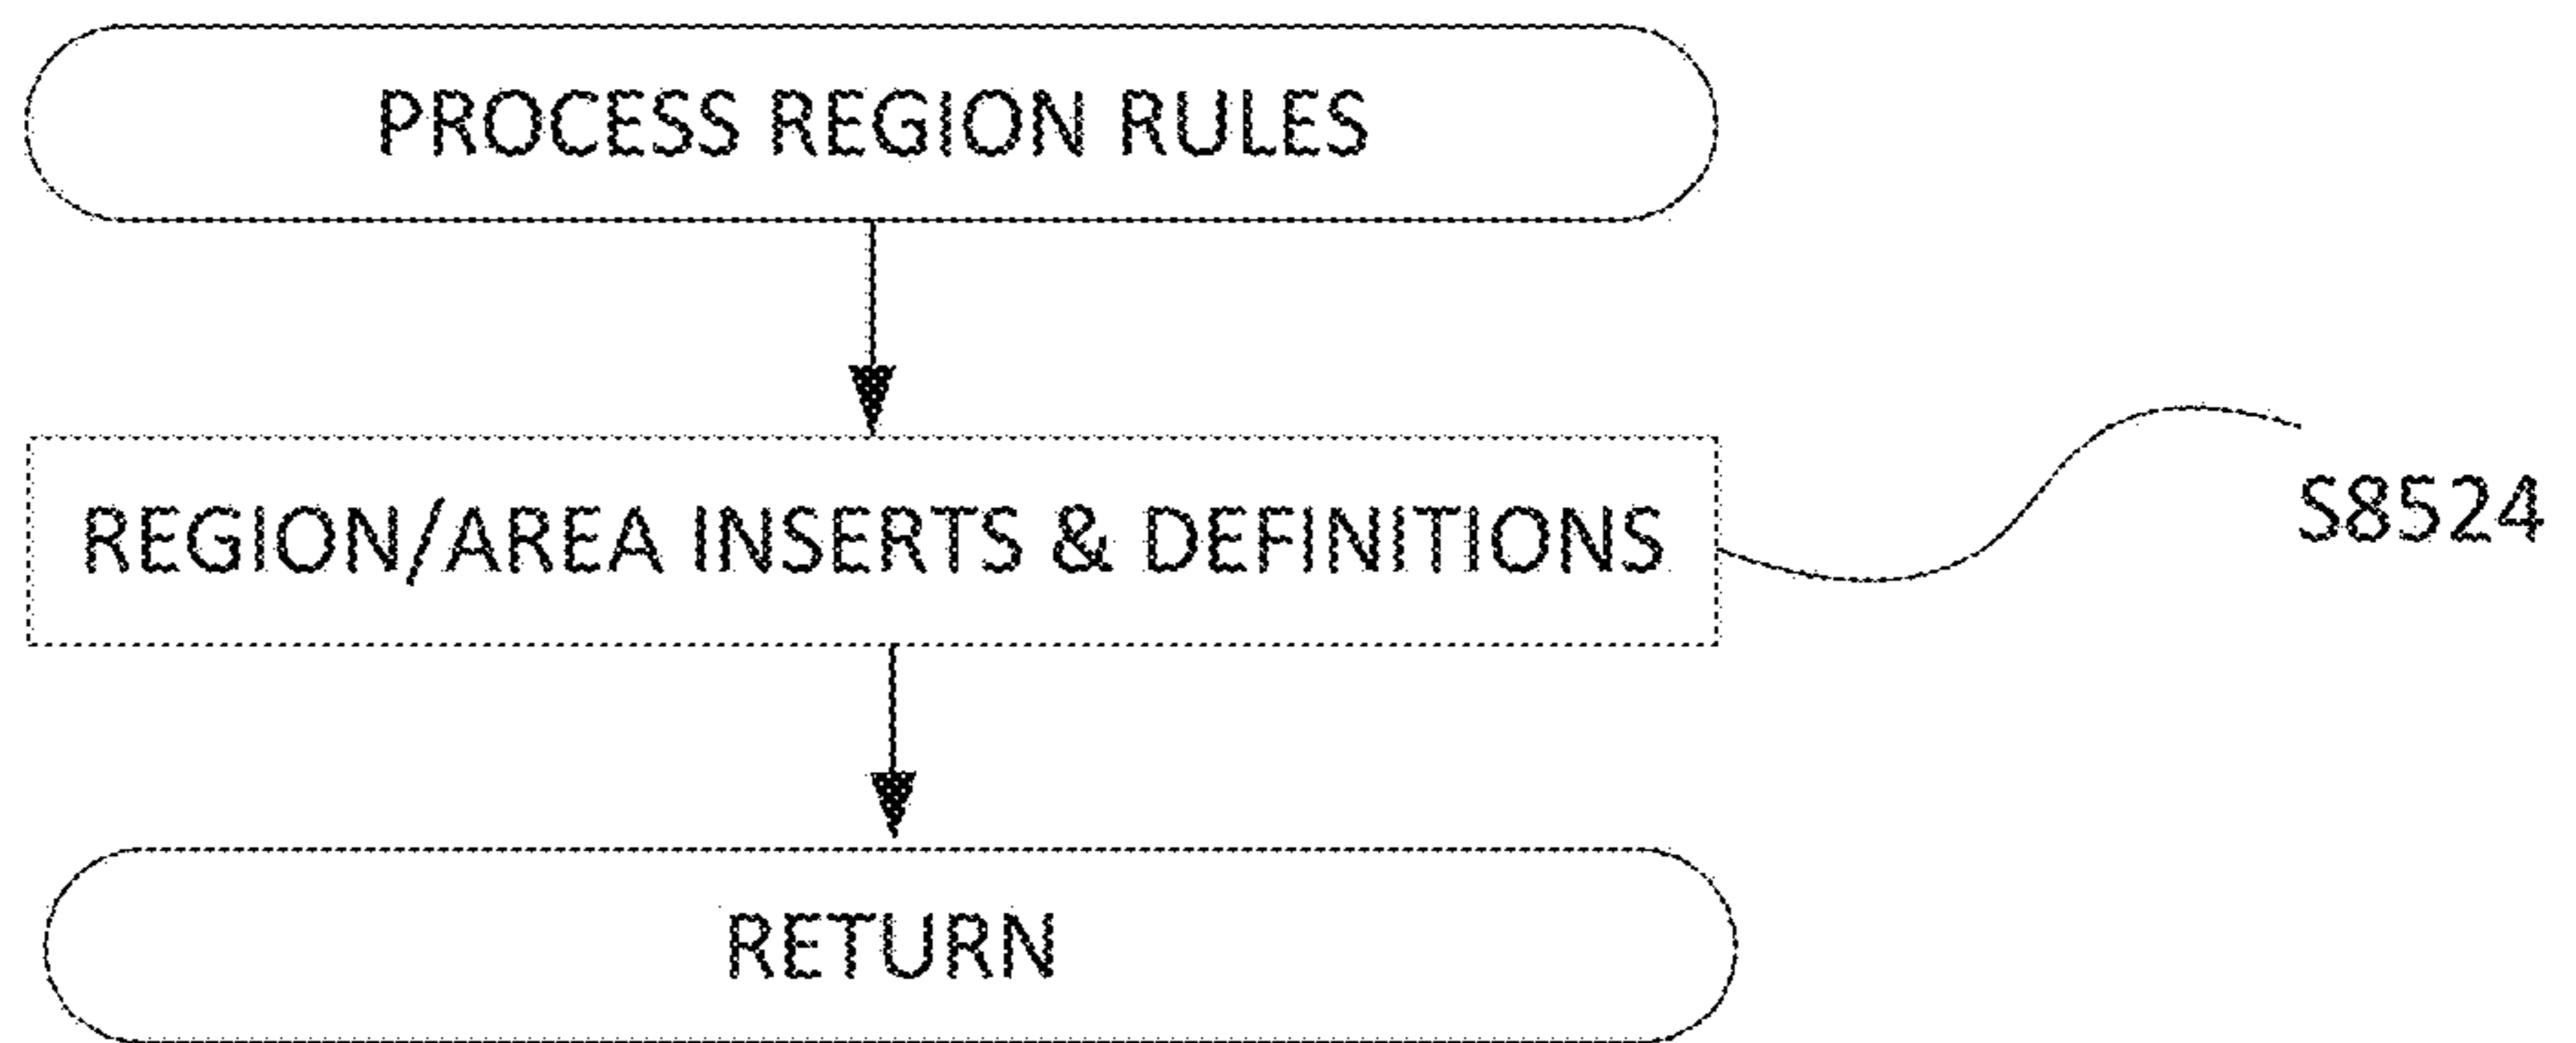 PROCESS REGION RULES
REGION/AREA INSERTS & DEFINITIONS
S8524
RETURN